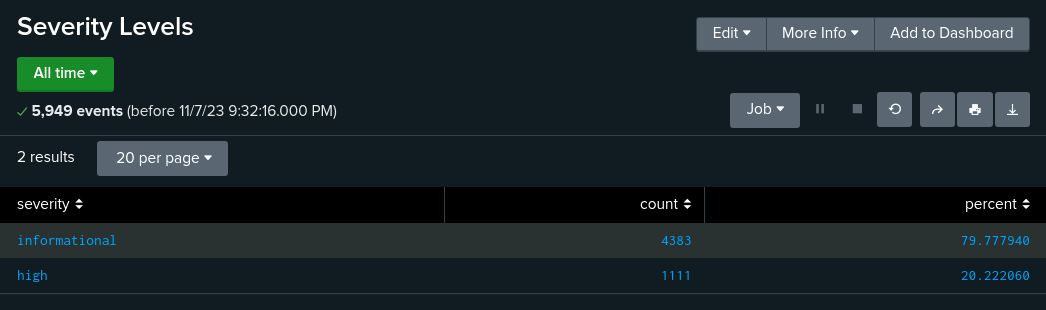 Severity Levels
Edit More Info Add to Dashboard
All time
5,949 events (before 11/7/23 9:32:16.000 PM)
Job
2 results 20 per page
severity count percent
informational 4383 79.777940
high 1111 20.222060